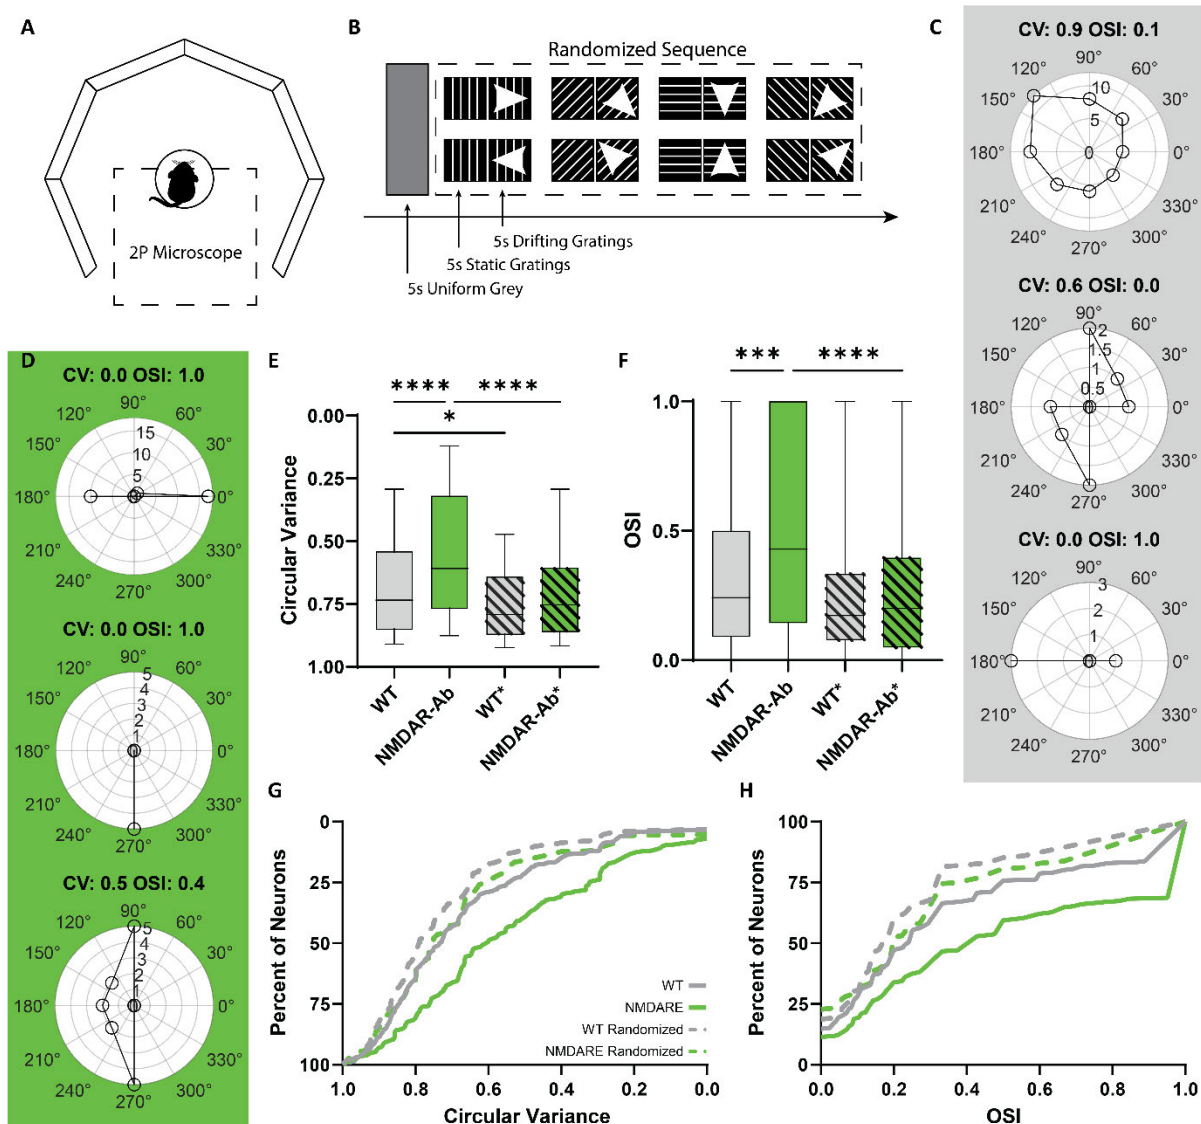 A
2P Microscope
B
Randomized Sequence
5s Drifting Gratings
5s Static Gratings
5s Uniform Grey
C
CV: 0.9 OSI: 0.1
90°
120°
60°
150°
10
30°
5
180°
0
0°
210°
330°
240°
300°
270°
CV: 0.6 OSI: 0.0
90°
120°
2
60°
1.5
150°
1
30°
0.5
180°
0°
210°
330°
240°
300°
270°
CV: 0.0 OSI: 1.0
90°
120°
3
60°
150°
2
30°
1
180°
0°
210°
330°
240°
300°
270°
D
CV: 0.0 OSI: 1.0
90°
120°
60°
15
150°
10
30°
5
180°
0°
210°
330°
240°
300°
270°
CV: 0.0 OSI: 1.0
90°
120°
5
60°
4
150°
3
30°
2
1
180°
0°
210°
330°
240°
300°
270°
CV: 0.5 OSI: 0.4
90°
120°
5
60°
4
150°
3
30°
2
1
180°
0°
210°
330°
240°
300°
270°
E
**** ****
*
0.00
0.25
0.50
0.75
1.00
Circular Variance
WT
NMDAR-Ab
WT*
NMDAR-Ab*
F
*** ****
1.0
0.5
0.0
OSI
WT
NMDAR-Ab
WT*
NMDAR-Ab*
G
0
25
50
75
100
Percent of Neurons
WT
NMDARE
WT Randomized
NMDARE Randomized
1.0 0.8 0.6 0.4 0.2 0.0
Circular Variance
H
100
75
50
25
0
Percent of Neurons
0.0 0.2 0.4 0.6 0.8 1.0
OSI